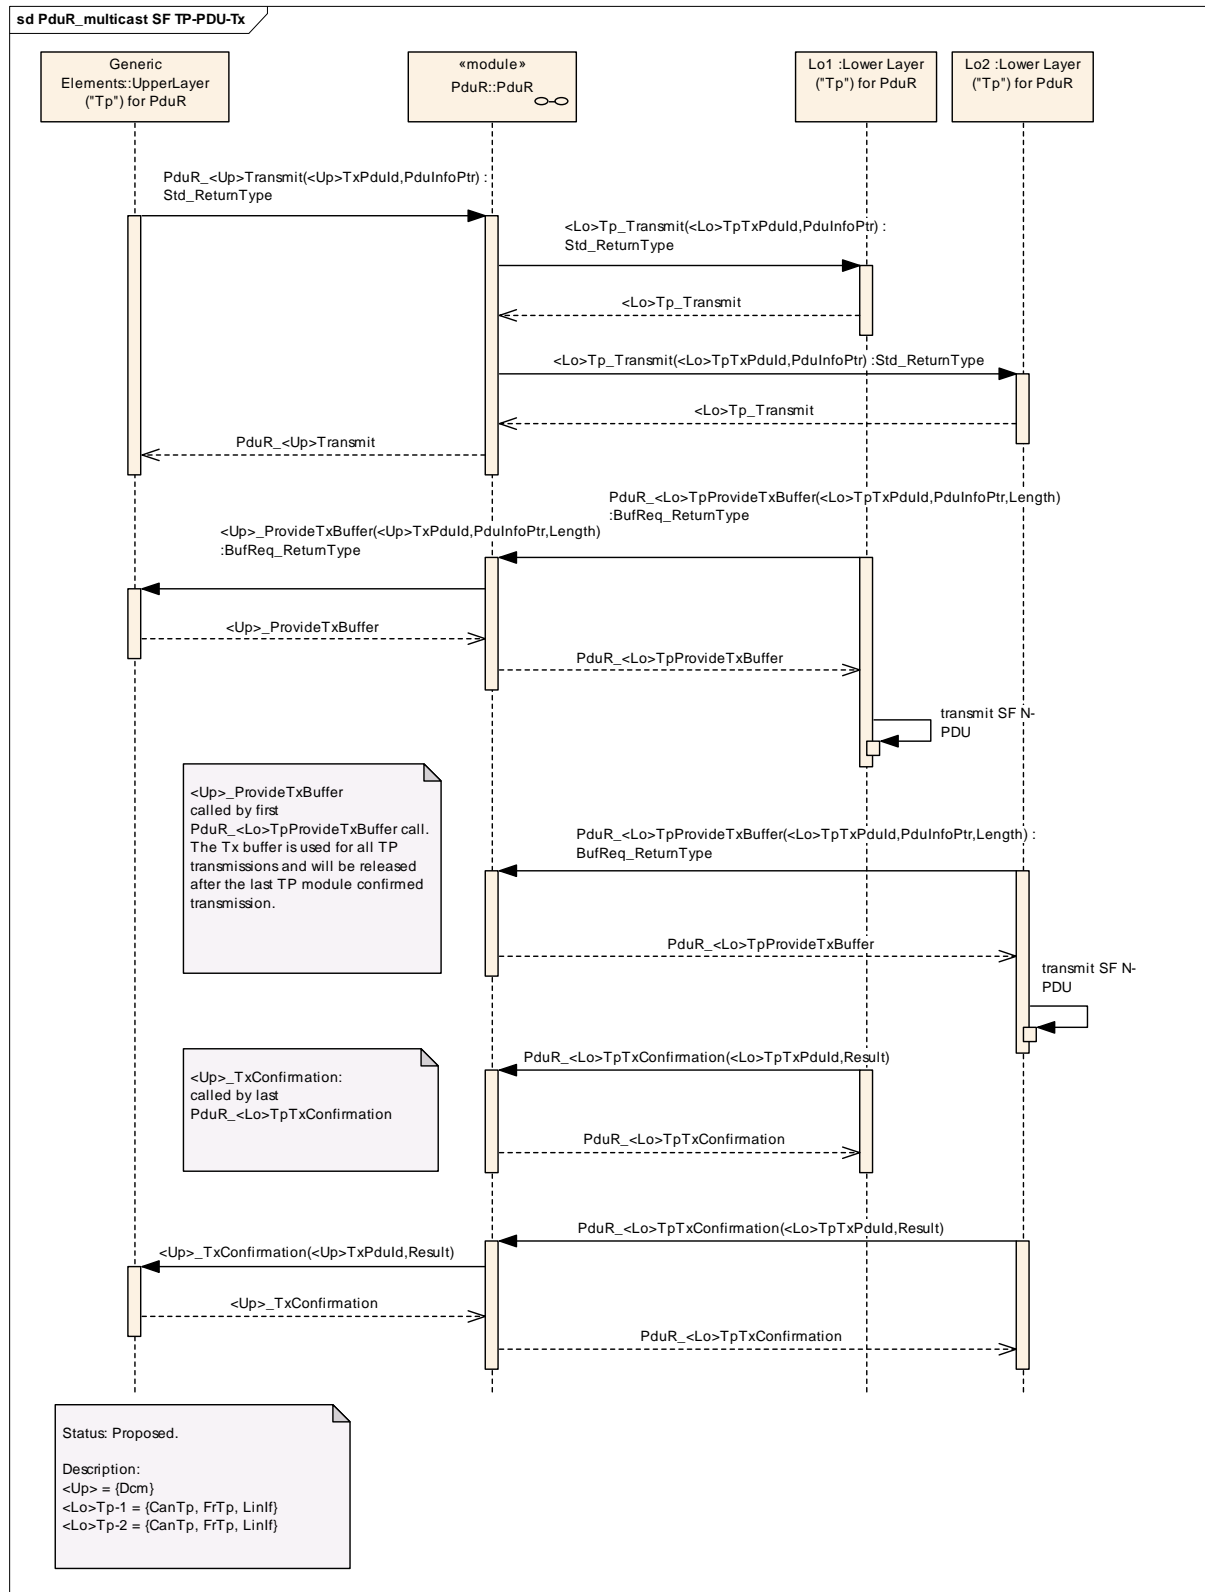 sd PduR_multicast SF TP-PDU-Tx
Generic
Elements::UpperLayer
("Tp") for PduR
«module»
PduR::PduR
Lo1 :Lower Layer
("Tp") for PduR
Lo2 :Lower Layer
("Tp") for PduR
PduR_<Up>Transmit(<Up>TxPduId,PduInfoPtr) :
Std_ReturnType
<Lo>Tp_Transmit(<Lo>TpTxPduId,PduInfoPtr) :
Std_ReturnType
<Lo>Tp_Transmit
<Lo>Tp_Transmit(<Lo>TpTxPduId,PduInfoPtr) :Std_ReturnType
<Lo>Tp_Transmit
PduR_<Up>Transmit
PduR_<Lo>TpProvideTxBuffer(<Lo>TpTxPduId,PduInfoPtr,Length)
:BufReq_ReturnType
<Up>_ProvideTxBuffer(<Up>TxPduId,PduInfoPtr,Length)
:BufReq_ReturnType
<Up>_ProvideTxBuffer
PduR_<Lo>TpProvideTxBuffer
transmit SF N-
PDU
<Up>_ProvideTxBuffer
called by first
PduR_<Lo>TpProvideTxBuffer call.
The Tx buffer is used for all TP
transmissions and will be released
after the last TP module confirmed
transmission.
PduR_<Lo>TpProvideTxBuffer(<Lo>TpTxPduId,PduInfoPtr,Length) :
BufReq_ReturnType
PduR_<Lo>TpProvideTxBuffer
transmit SF N-
PDU
<Up>_TxConfirmation:
called by last
PduR_<Lo>TpTxConfirmation
PduR_<Lo>TpTxConfirmation(<Lo>TpTxPduId,Result)
PduR_<Lo>TpTxConfirmation
PduR_<Lo>TpTxConfirmation(<Lo>TpTxPduId,Result)
<Up>_TxConfirmation(<Up>TxPduId,Result)
<Up>_TxConfirmation
PduR_<Lo>TpTxConfirmation
Status: Proposed.
Description:
<Up> = {Dcm}
<Lo>Tp-1 = {CanTp, FrTp, LinIf}
<Lo>Tp-2 = {CanTp, FrTp, LinIf}